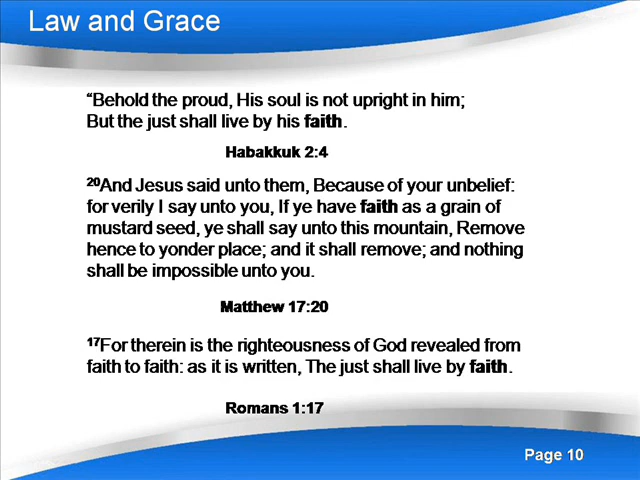 Law and Grace
“Behold the proud, His soul is not upright in him;
But the just shall live by his faith.
Habakkuk 2:4
20And Jesus said unto them, Because of your unbelief:
for verily I say unto you, If ye have faith as a grain of
mustard seed, ye shall say unto this mountain, Remove
hence to yonder place; and it shall remove; and nothing
shall be impossible unto you.
Matthew 17:20
17For therein is the righteousness of God revealed from
faith to faith: as it is written, The just shall live by faith.
Romans 1:17
Page 10